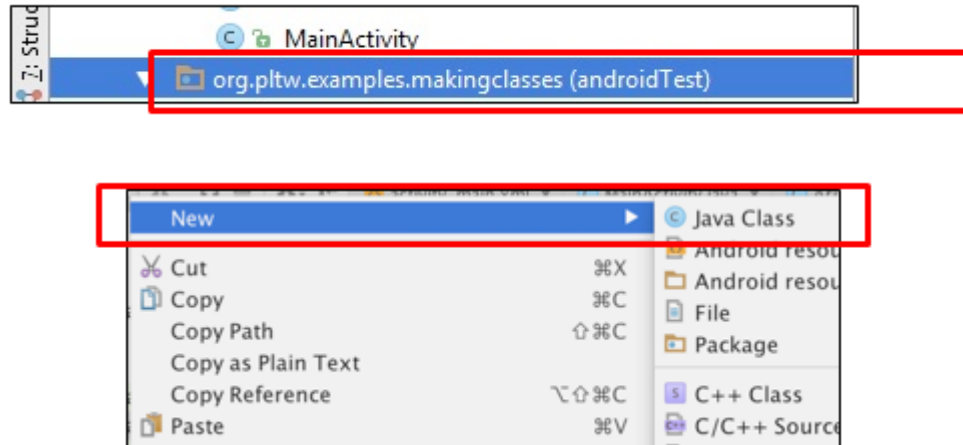 7: Struc
MainActivity
org.pltw.examples.makingclasses (androidTest)
New
Java Class
Android resou
Cut ⌘X
Android resou
Copy ⌘C
File
Copy Path ⇧⌘C
Package
Copy as Plain Text
Copy Reference ⌥⇧⌘C
C++ Class
Paste ⌘V
C/C++ Source